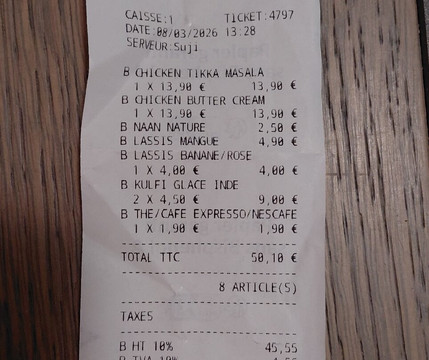 CAISSE:1 TICKET:4797
DATE:08/03/2026 13:28
SERVEUR:Suji
B CHICKEN TIKKA MASALA
1 X 13,90 € 13,90 €
B CHICKEN BUTTER CREAM
1 X 13,90 € 13,90 €
B NAAN NATURE 2,50 €
B LASSIS MANGUE 4,90 €
B LASSIS BANANE/ROSE
1 X 4,00 € 4,00 €
B KULFI GLACE INDE
2 X 4,50 € 9,00 €
B THE/CAFE EXPRESSO/NESCAFE
1 X 1,90 € 1,90 €
TOTAL TTC 50,10 €
8 ARTICLE(S)
TAXES
B HT 10% 45,55
B TVA 10%